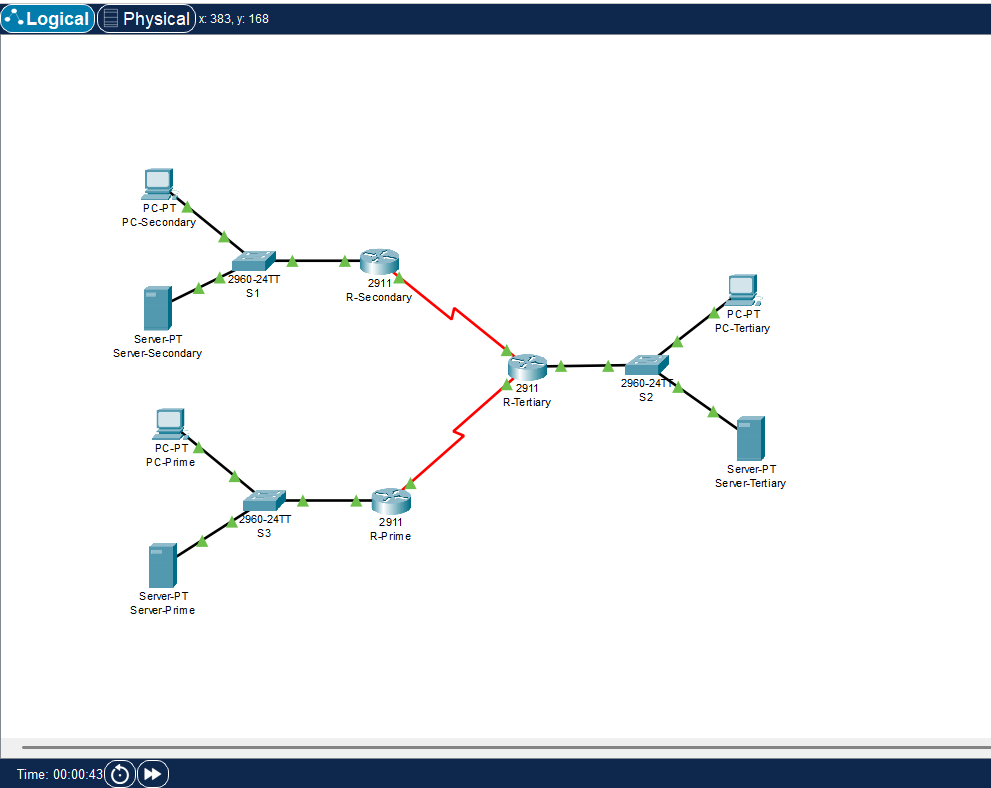 Logical Physical x: 383, y: 168
PC-PT
PC-Secondary
2960-24TT
S1
2911
R-Secondary
Server-PT
Server-Secondary
PC-PT
PC-Tertiary
2960-24TT
S2
2911
R-Tertiary
Server-PT
Server-Tertiary
PC-PT
PC-Prime
2960-24TT
S3
2911
R-Prime
Server-PT
Server-Prime
Time: 00:00:43